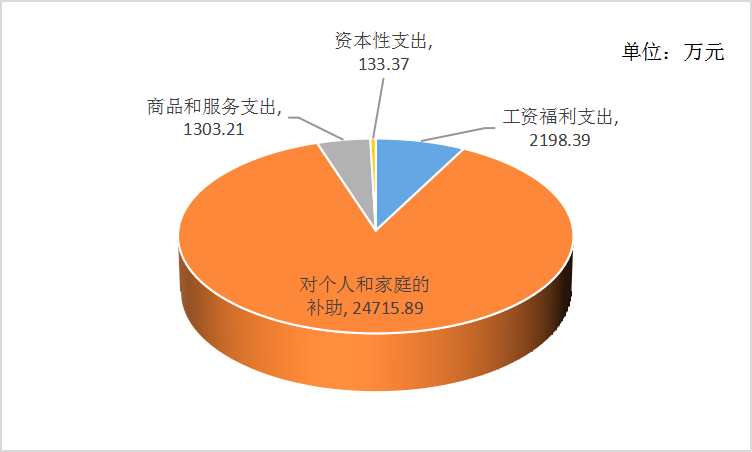 资本性支出,
133.37
单位：万元
商品和服务支出,
1303.21
工资福利支出,
2198.39
对个人和家庭的
补助, 24715.89